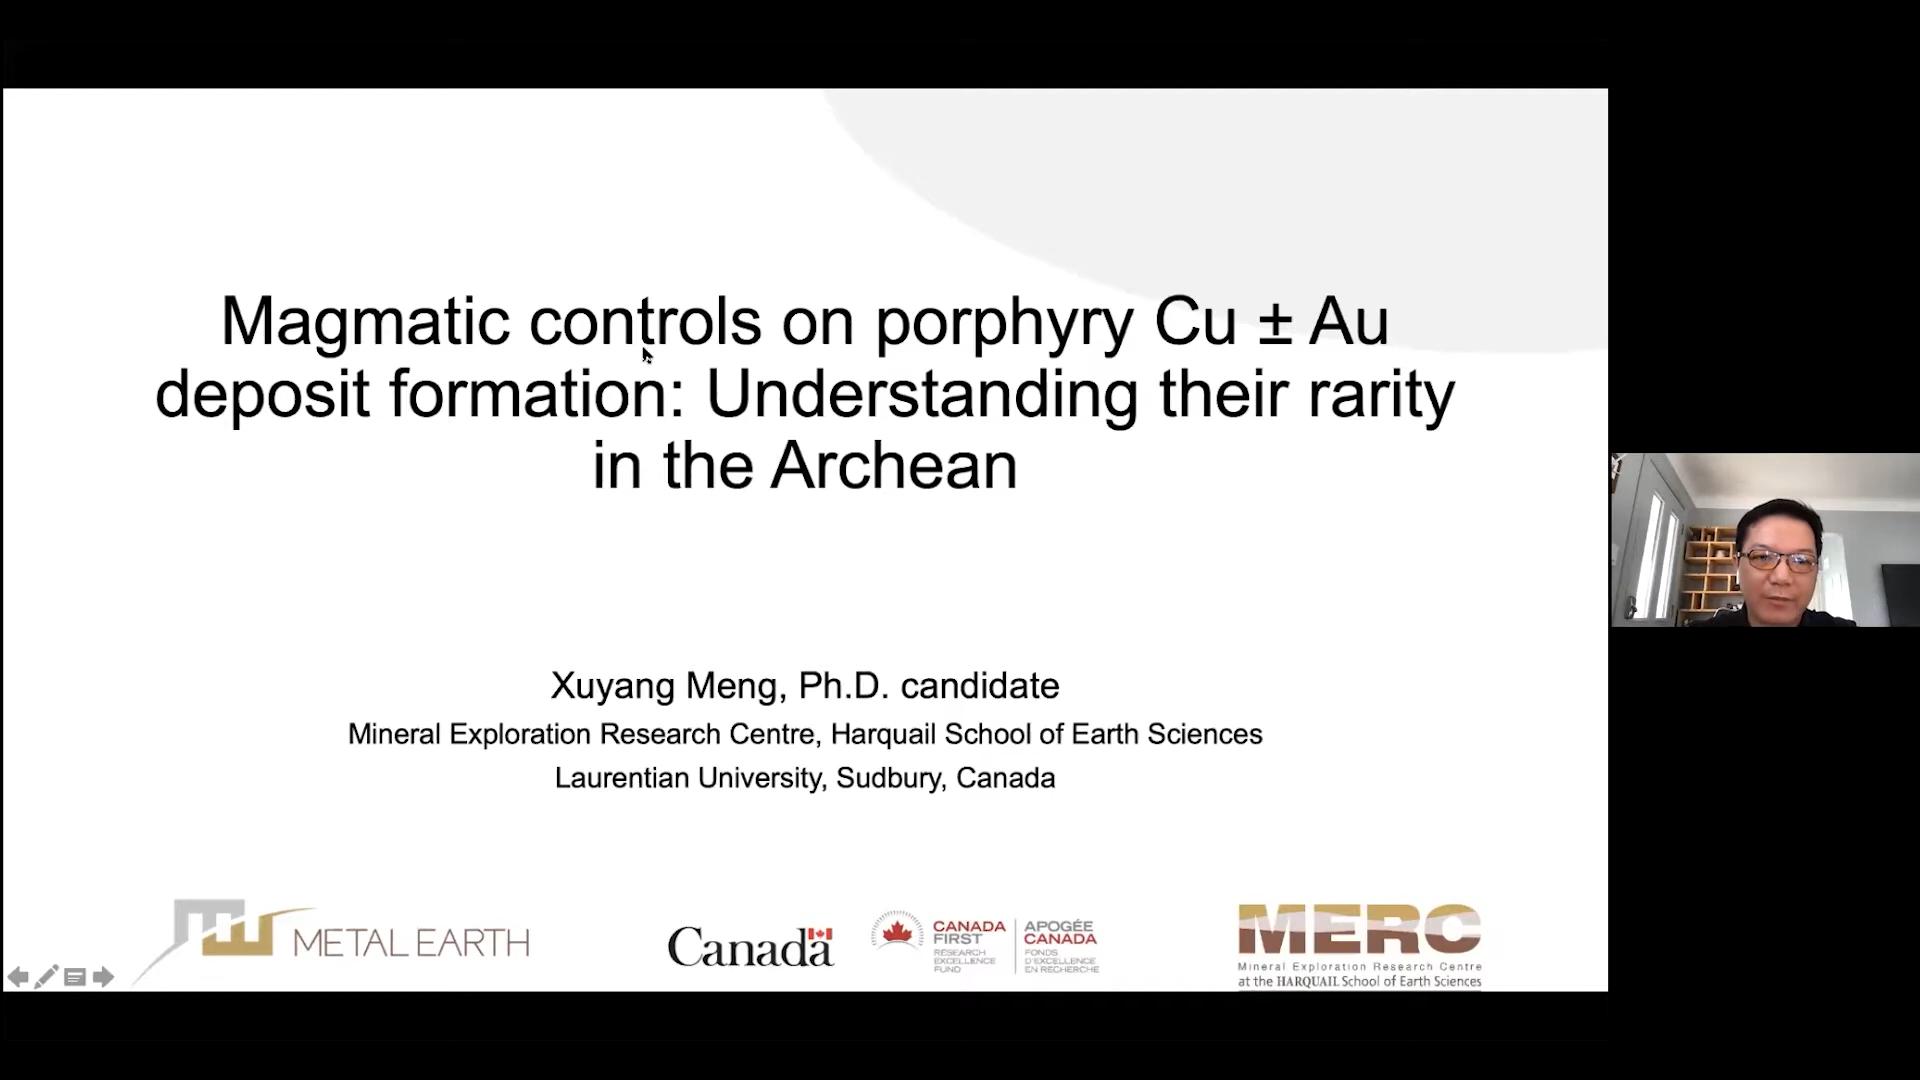 Magmatic controls on porphyry Cu ± Au
deposit formation: Understanding their rarity
in the Archean
Xuyang Meng, Ph.D. candidate
Mineral Exploration Research Centre, Harquail School of Earth Sciences
Laurentian University, Sudbury, Canada
METAL EARTH
Canada
CANADA
FIRST
RESEARCH
EXCELLENCE
FUND
APOGÉE
CANADA
FONDS
D'EXCELLENCE
EN RECHERCHE
MERC
Mineral Exploration Research Centre
at the HARQUAIL School of Earth Sciences